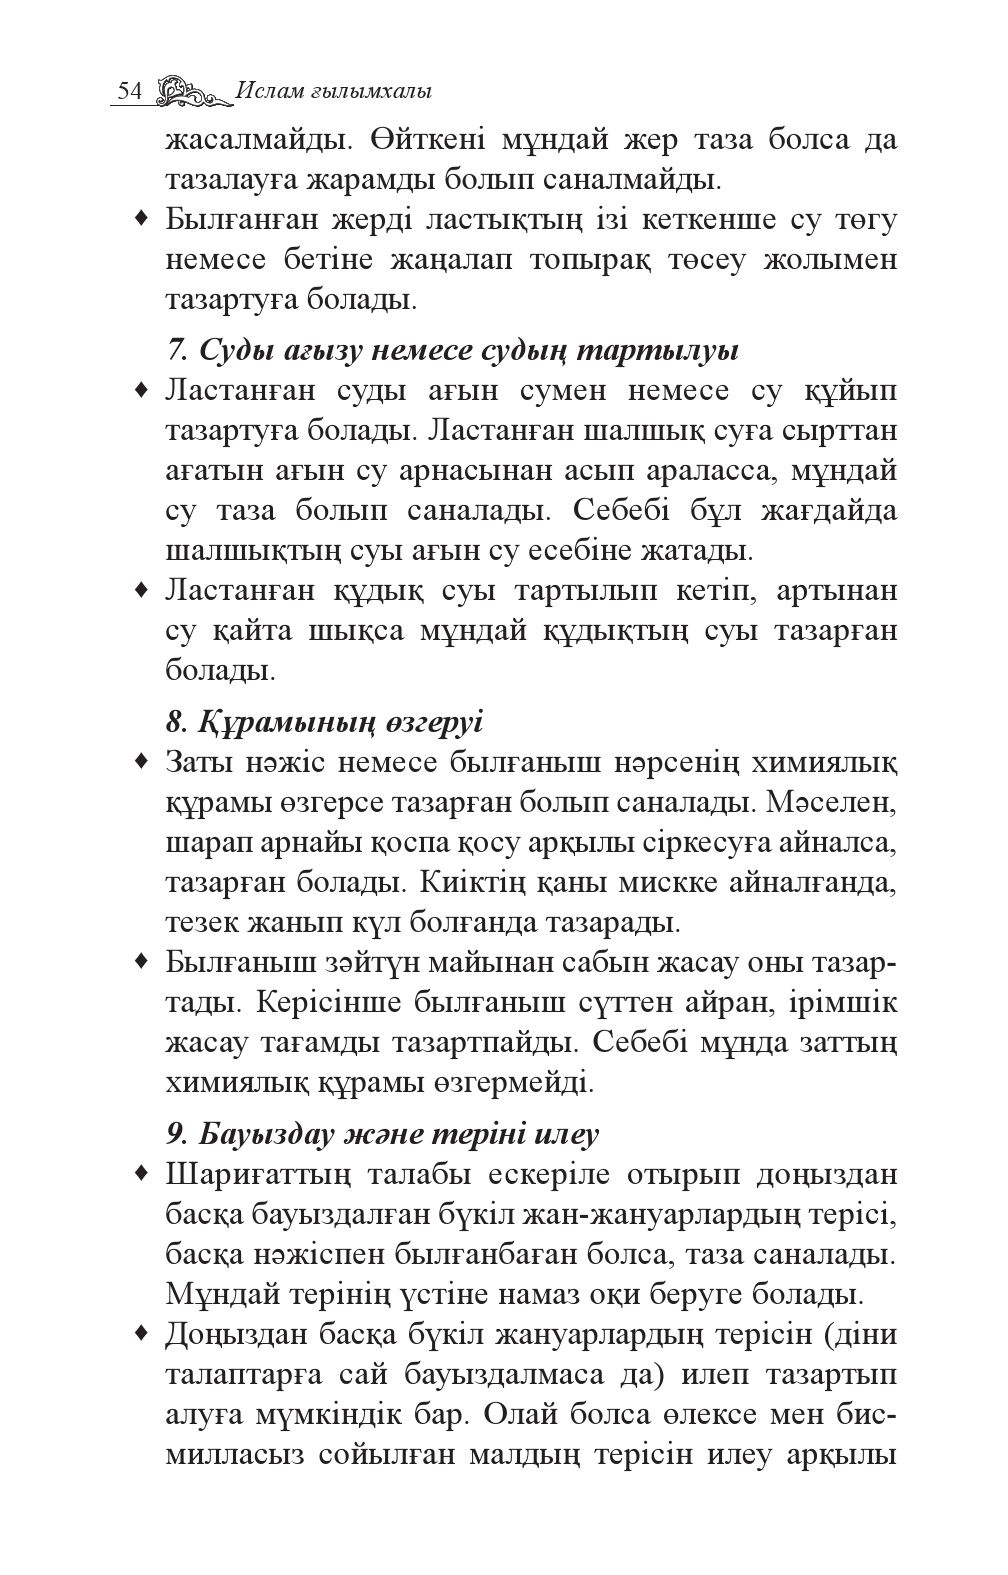 54 Ислам ғылымхалы
жасалмайды. Өйткені мұндай жер таза болса да
тазалауға жарамды болып саналмайды.
♦ Былғанған жерді ластықтың ізі кеткенше су төгу
немесе бетіне жаңалап топырақ төсеу жолымен
тазартуға болады.
7. Суды ағызу немесе судың тартылуы
♦ Ластанған суды ағын сумен немесе су құйып
тазартуға болады. Ластанған шалшық суға сырттан
ағатын ағын су арнасынан асып араласса, мұндай
су таза болып саналады. Себебі бұл жағдайда
шалшықтың суы ағын су есебіне жатады.
♦ Ластанған құдық суы тартылып кетіп, артынан
су қайта шықса мұндай құдықтың суы тазарған
болады.
8. Құрамының өзгеруі
♦ Заты нәжіс немесе былғаныш нәрсенің химиялық
құрамы өзгерсе тазарған болып саналады. Мәселен,
шарап арнайы қоспа қосу арқылы сіркесуға айналса,
тазарған болады. Киіктің қаны мискке айналғанда,
тезек жанып күл болғанда тазарады.
♦ Былғаныш зәйтүн майынан сабын жасау оны тазар-
тады. Керісінше былғаныш сүттен айран, ірімшік
жасау тағамды тазартпайды. Себебі мұнда заттың
химиялық құрамы өзгермейді.
9. Бауыздау және теріні илеу
♦ Шариғаттың талабы ескеріле отырып доңыздан
басқа бауыздалған бүкіл жан-жануарлардың терісі,
басқа нәжіспен былғанбаған болса, таза саналады.
Мұндай терінің үстіне намаз оқи беруге болады.
♦ Доңыздан басқа бүкіл жануарлардың терісін (діни
талаптарға сай бауыздалмаса да) илеп тазартып
алуға мүмкіндік бар. Олай болса өлексе мен бис-
милласыз сойылған малдың терісін илеу арқылы